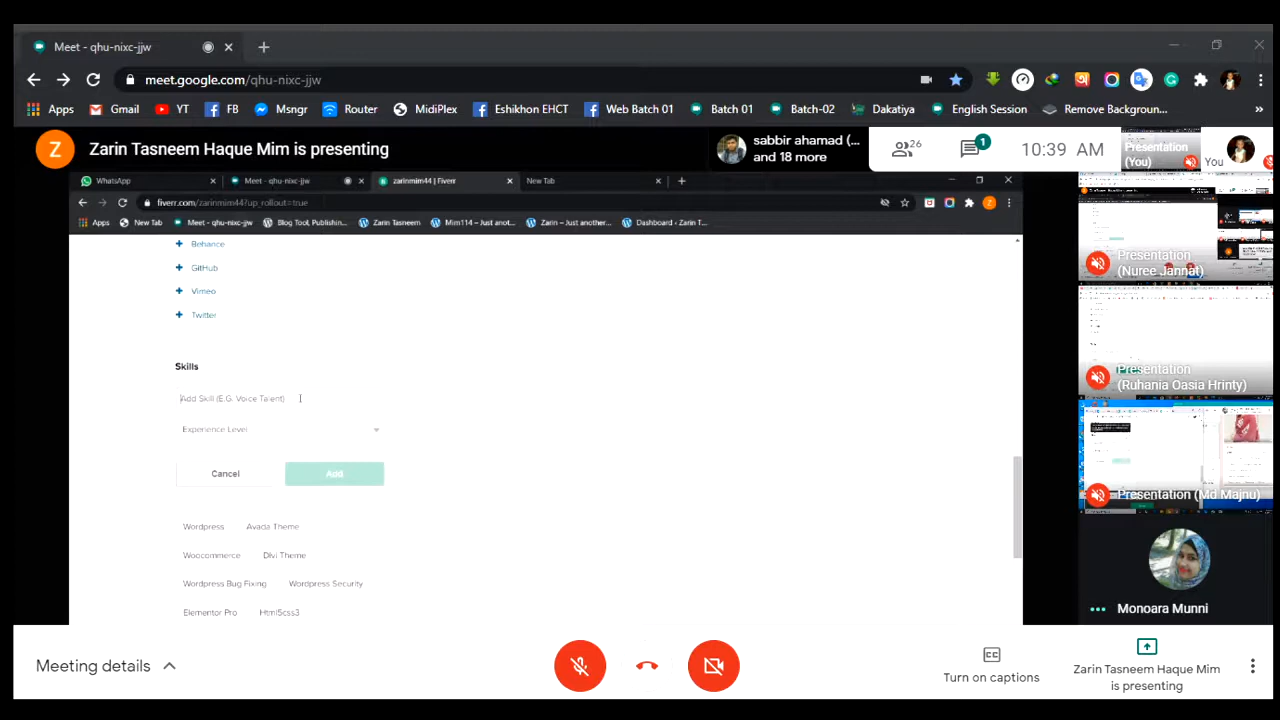 Meet - qhu-nixc-jjw
meet.google.com/qhu-nixc-jjw
Apps Gmail YT FB Msngr Router MidiPlex Eshikhon EHCT Web Batch 01 Batch 01 Batch-02 Dakatiya English Session Remove Backgroun... »
Z Zarin Tasneem Haque Mim is presenting
sabbir ahamad (...
and 18 more
26
1
10:39 AM
Presentation
(You)
You
WhatsApp Meet - qhu-nixc-jjw zarinmim44 | Fiverr New Tab
fiverr.com/zarinmim44?up_rollout=true
Apps New Tab Meet - qhu-nixc-jjw Blog Tool, Publishin... Zarin Tasneem Mim114 – Just anot... Zarin – Just another... Dashboard ‹ Zarin T...
Behance
GitHub
Vimeo
Twitter
Skills
Add Skill (E.G. Voice Talent)
Experience Level
Cancel Add
Wordpress Avada Theme
Woocommerce Divi Theme
Wordpress Bug Fixing Wordpress Security
Elementor Pro Html5css3
Presentation
(Nuree Jannat)
Presentation
(Ruhania Oasia Hrinty)
Presentation (Md Majnu)
Monoara Munni
Meeting details
Turn on captions
Zarin Tasneem Haque Mim
is presenting